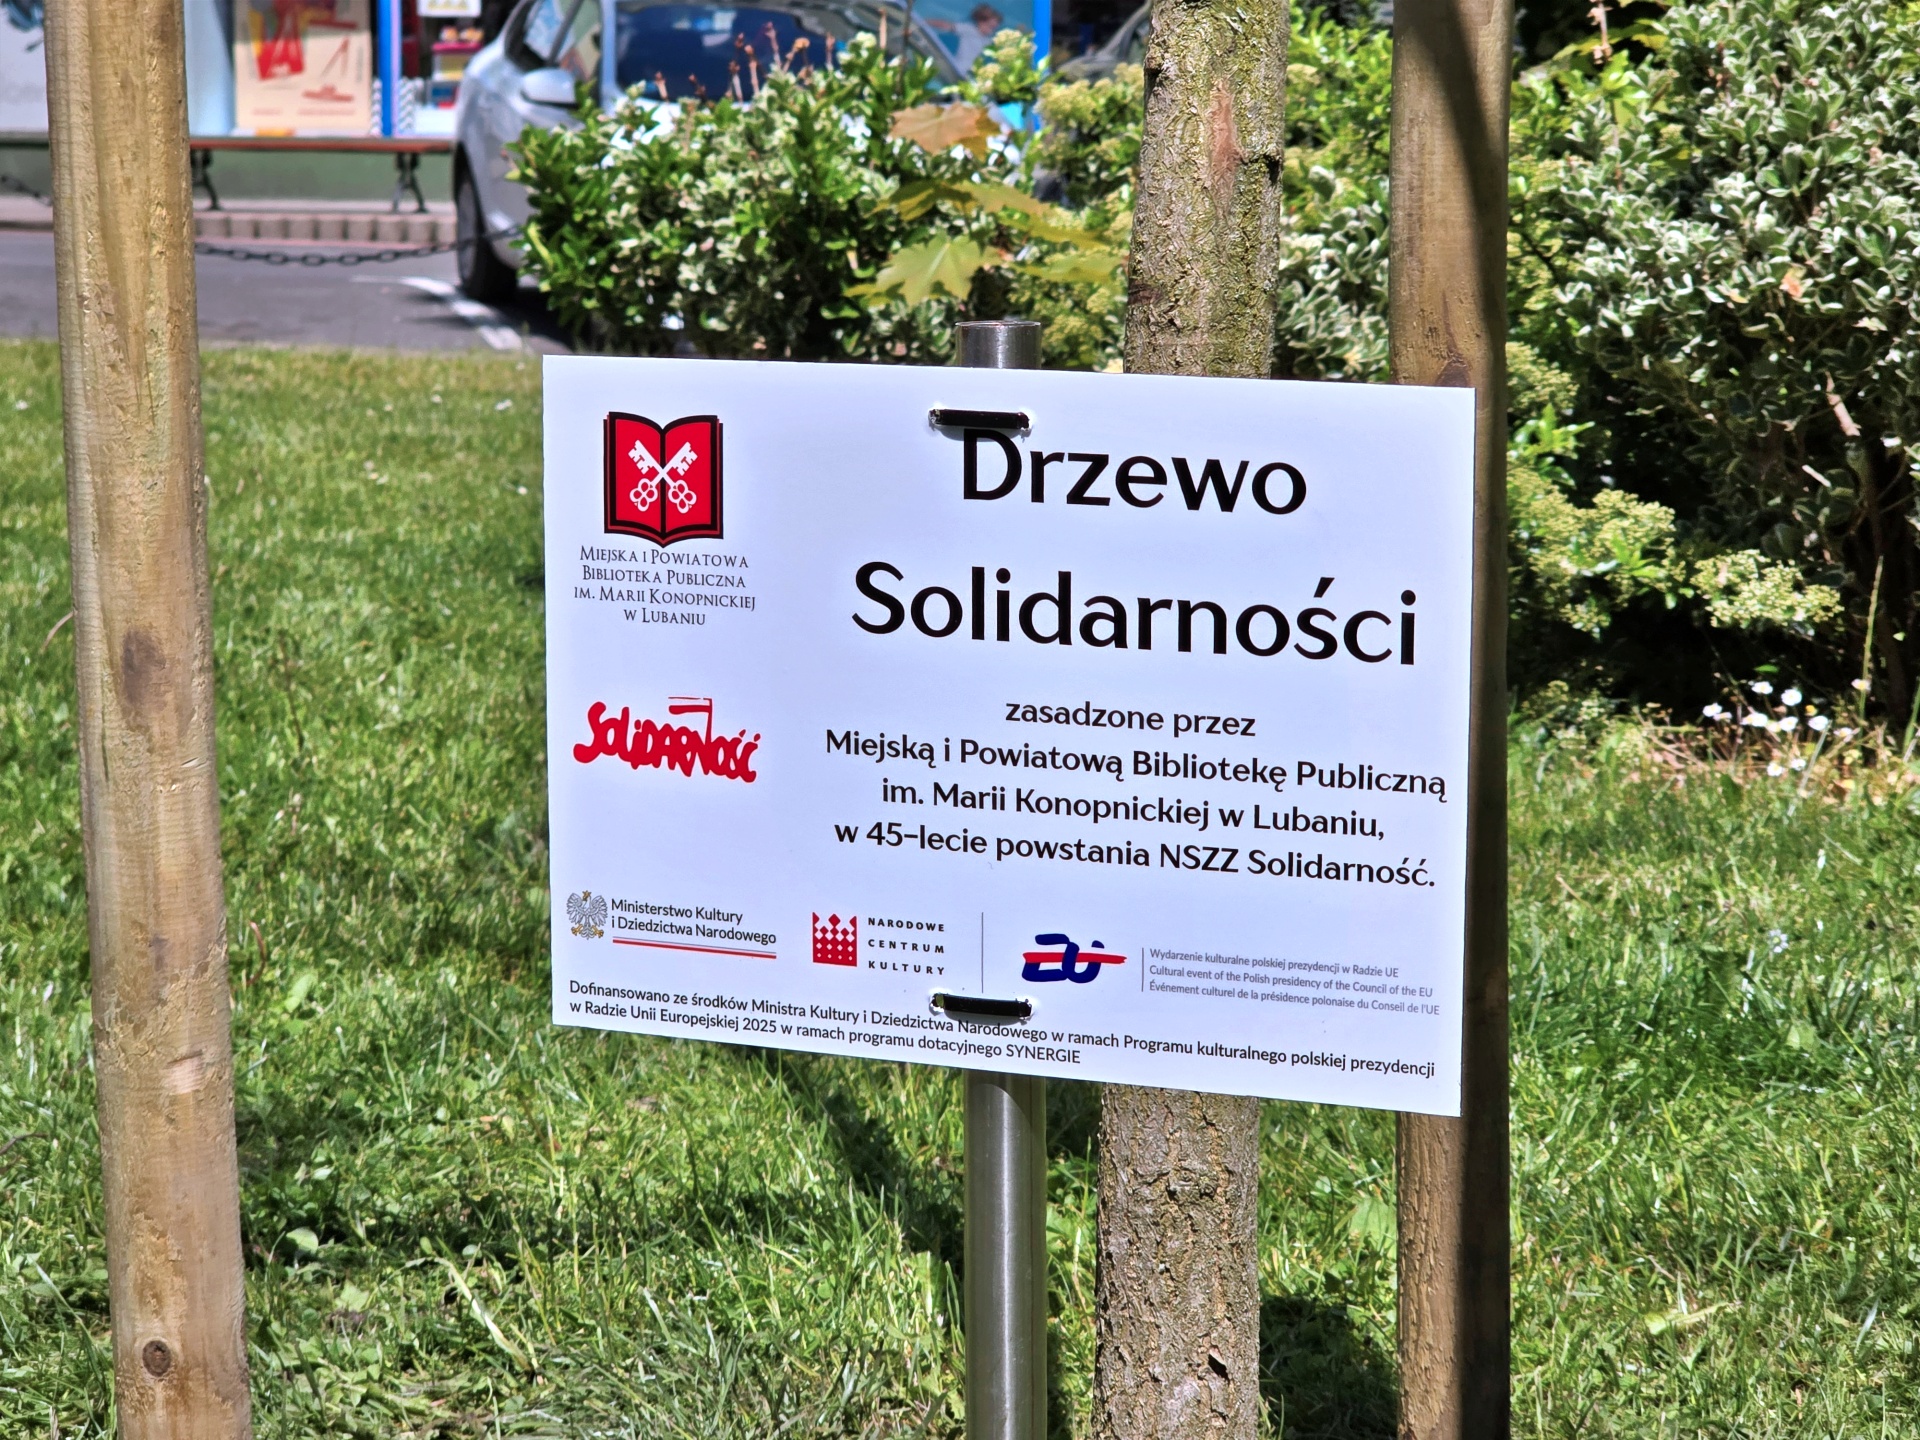 Drzewo
Solidarności
zasadzone przez
Miejską i Powiatową Bibliotekę Publiczną
im. Marii Konopnickiej w Lubaniu,
w 45-lecie powstania NSZZ Solidarność.
MIEJSKA I POWIATOWA
BIBLIOTEKA PUBLICZNA
IM. MARII KONOPNICKIEJ
W LUBANIU
SOLIDARNOŚĆ
Ministerstwo Kultury
i Dziedzictwa Narodowego
NARODOWE
CENTRUM
KULTURY
Wydarzenie kulturalne polskiej prezydencji w Radzie UE
Cultural event of the Polish presidency of the Council of the EU
Événement culturel de la présidence polonaise du Conseil de l'UE
Dofinansowano ze środków Ministra Kultury i Dziedzictwa Narodowego w ramach Programu kulturalnego polskiej prezydencji
w Radzie Unii Europejskiej 2025 w ramach programu dotacyjnego SYNERGIE